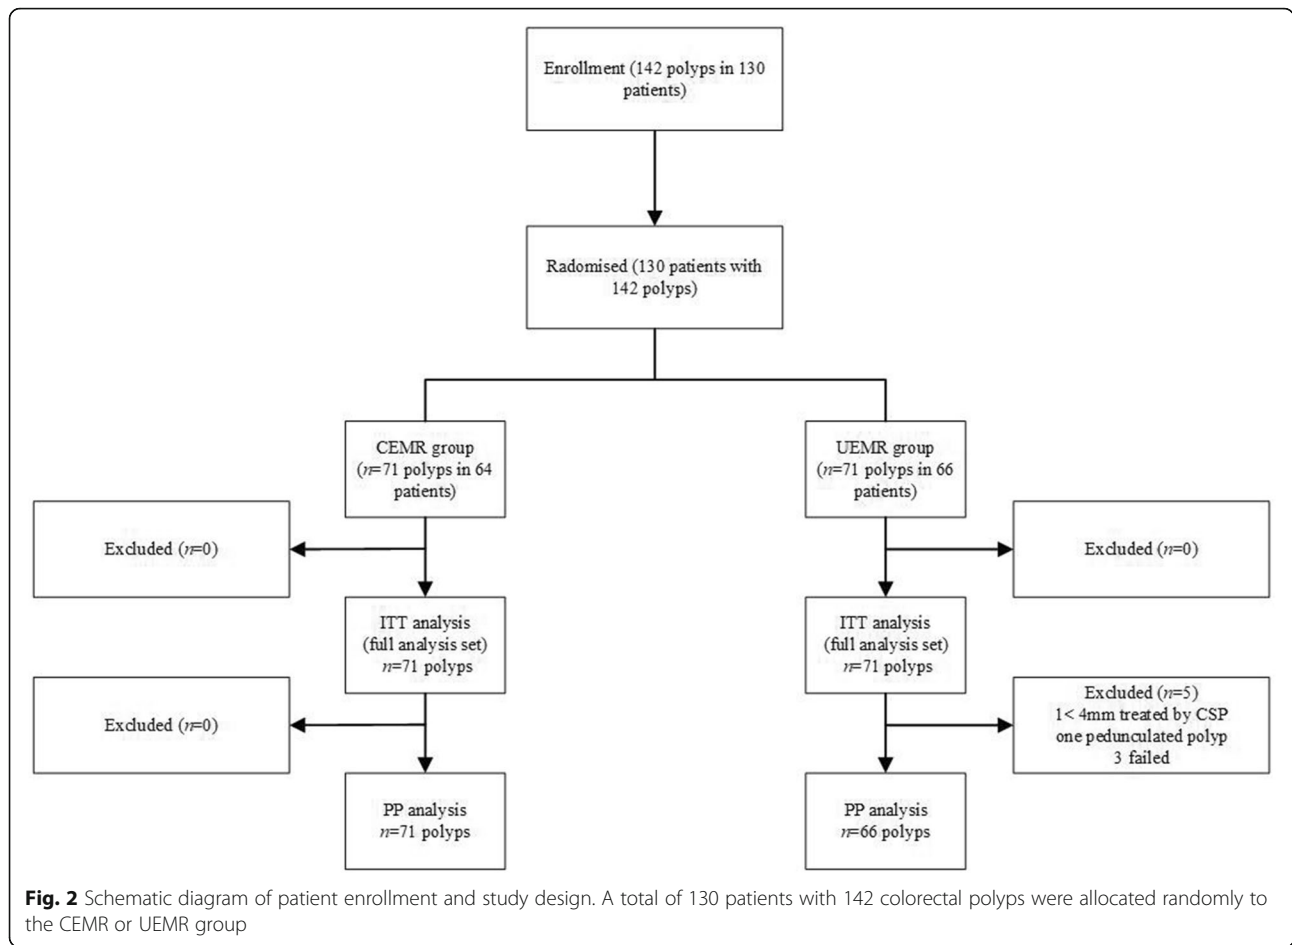 Enrollment (142 polyps in 130
patients)
Radomised (130 patients with
142 polyps)
CEMR group
(n=71 polyps in 64
patients)
UEMR group
(n=71 polyps in 66
patients)
Excluded (n=0)
Excluded (n=0)
ITT analysis
(full analysis set)
n=71 polyps
ITT analysis
(full analysis set)
n=71 polyps
Excluded (n=0)
Excluded (n=5)
1< 4mm treated by CSP
one pedunculated polyp
3 failed
PP analysis
n=71 polyps
PP analysis
n=66 polyps
Fig. 2 Schematic diagram of patient enrollment and study design. A total of 130 patients with 142 colorectal polyps were allocated randomly to
the CEMR or UEMR group